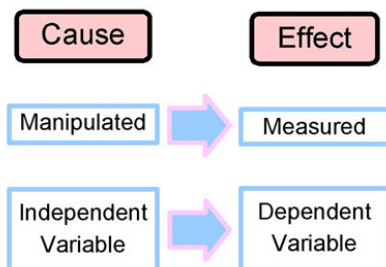 Cause
Effect
Manipulated
Measured
Independent
Variable
Dependent
Variable